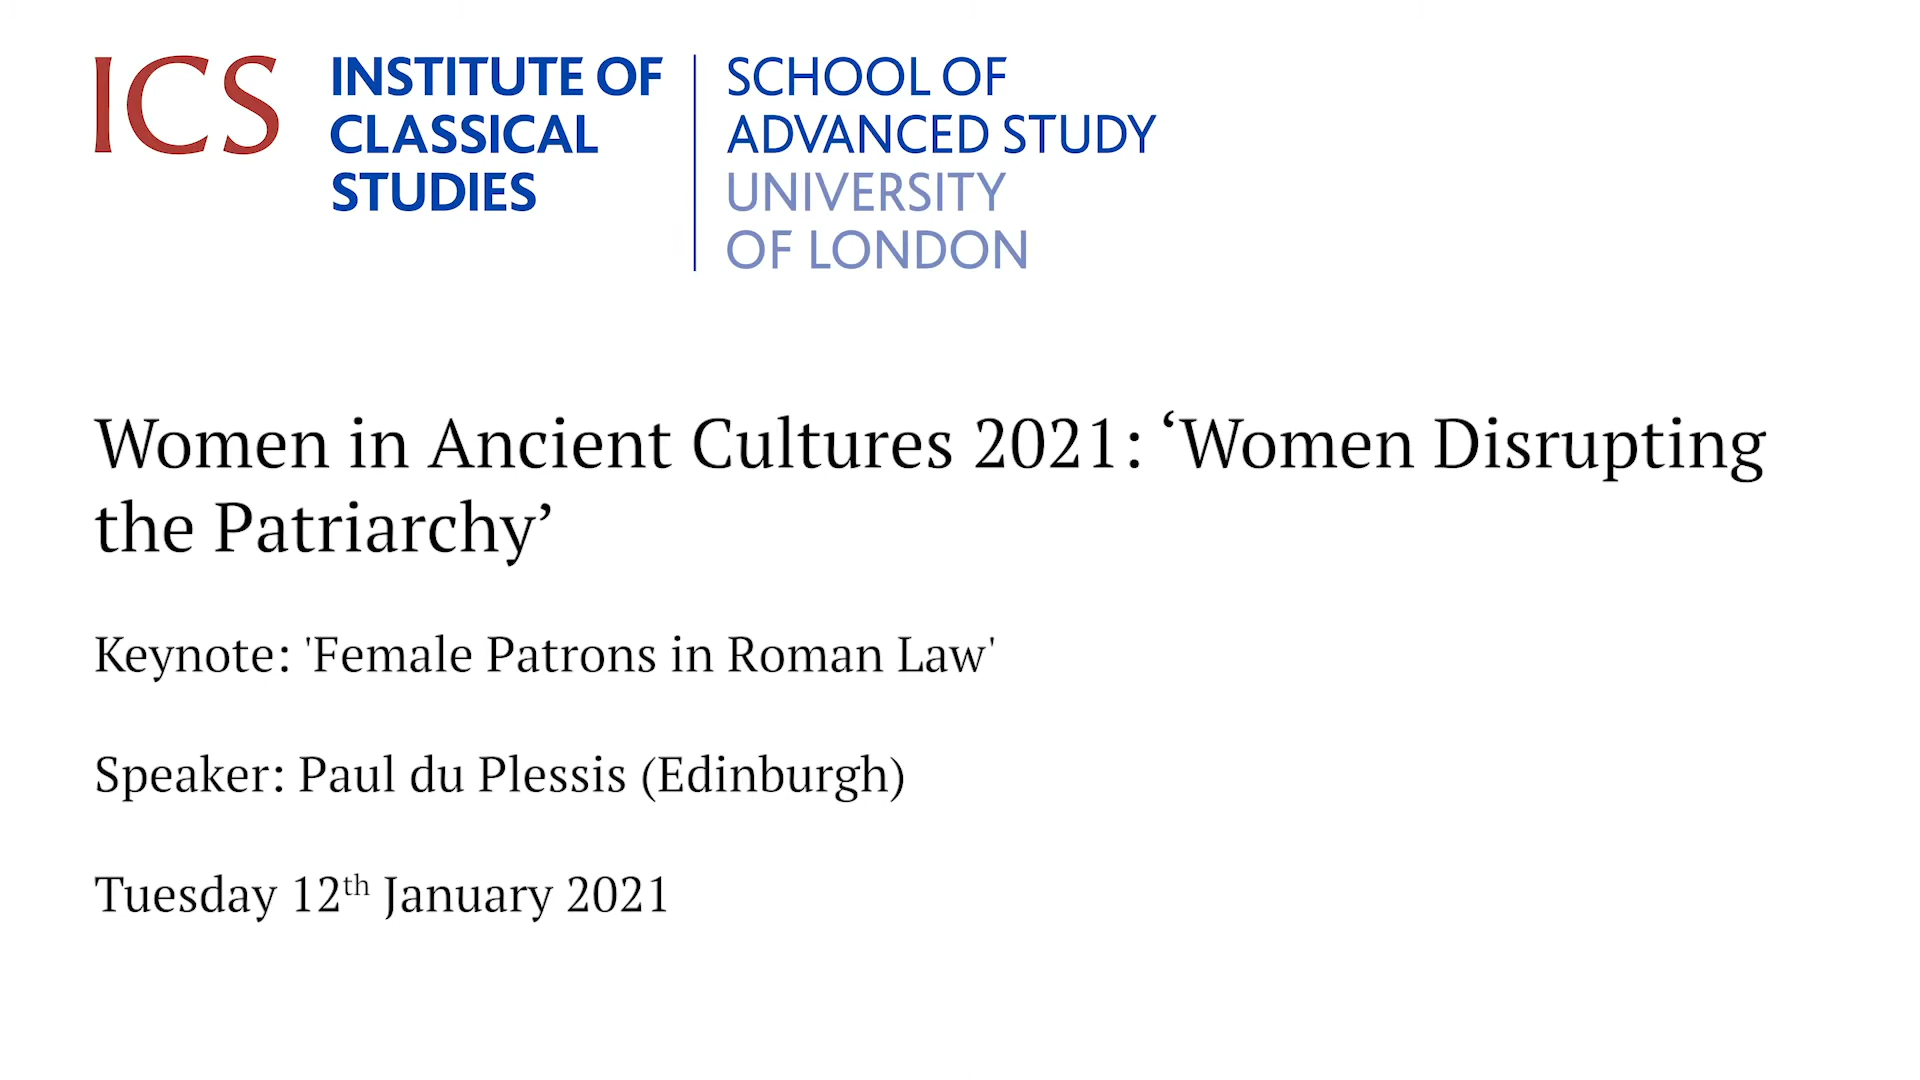 ICS
INSTITUTE OF
CLASSICAL
STUDIES
SCHOOL OF
ADVANCED STUDY
UNIVERSITY
OF LONDON
Women in Ancient Cultures 2021: ‘Women Disrupting
the Patriarchy’
Keynote: 'Female Patrons in Roman Law'
Speaker: Paul du Plessis (Edinburgh)
Tuesday 12th January 2021